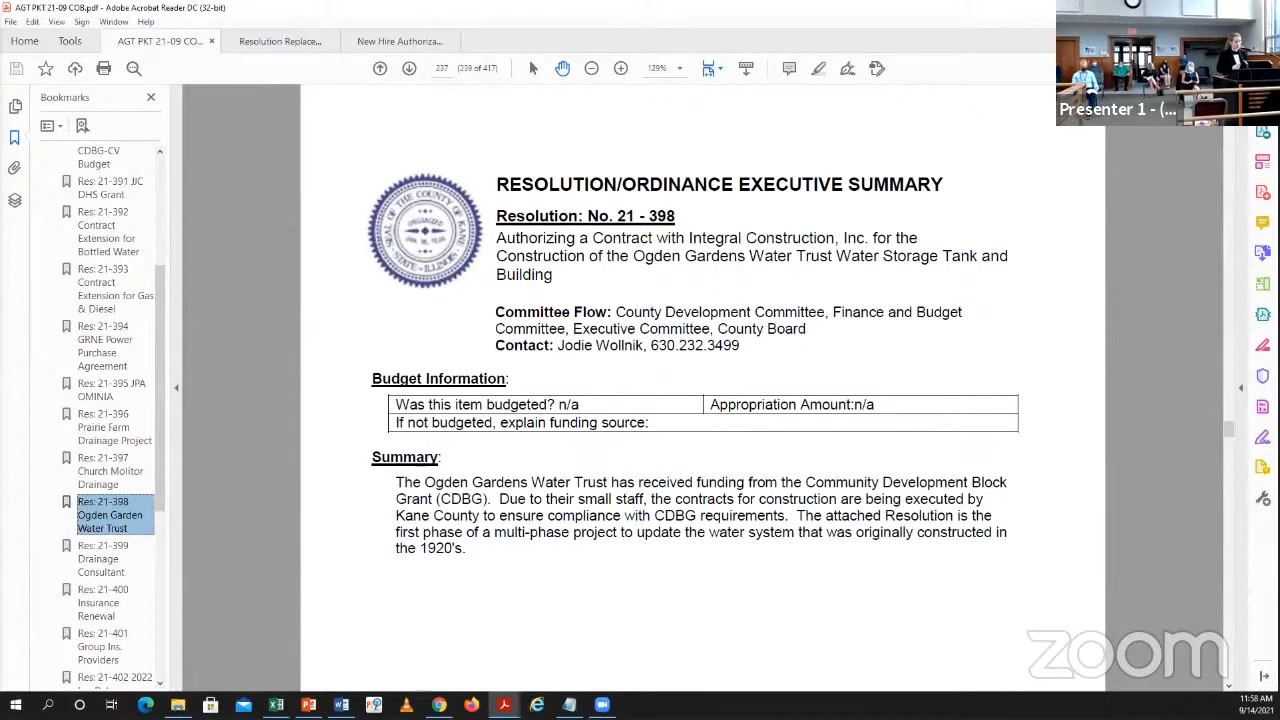 AGT PKT 21-09 COB.pdf - Adobe Acrobat Reader DC (32-bit)
File Edit View Sign Window Help
Home Tools AGT PKT 21-09 CO... × Resolution Replace... New Hire Authoriza...
237 (239 of 417) 129%
Bookmarks
CDBG-CV
Budget
Res: 21-391 JJC
DHS Grant
Res: 21-392
Contract
Extension for
Bottled Water
Res: 21-393
Contract
Extension for Gas
& Diesel
Res: 21-394
GRNE Power
Purchase
Agreement
Res: 21-395 JPA
OMINIA
Res: 21-396
Prairie Farm
Drainage Project
Res: 21-397
Church Molitor
Drainage
Res: 21-398
Ogden Garden
Water Trust
Res: 21-399
Drainage
Consultant
Res: 21-400
Insurance
Renewal
Res: 21-401
Group Ins.
Providers
Res: 21-402 2022
SEAL OF THE COUNTY OF KANE
ORGANIZED
JAN. 16, 1836
STATE · ILLINOIS
RESOLUTION/ORDINANCE EXECUTIVE SUMMARY
Resolution: No. 21 - 398
Authorizing a Contract with Integral Construction, Inc. for the
Construction of the Ogden Gardens Water Trust Water Storage Tank and
Building
Committee Flow: County Development Committee, Finance and Budget
Committee, Executive Committee, County Board
Contact: Jodie Wollnik, 630.232.3499
Budget Information:
Was this item budgeted? n/a Appropriation Amount:n/a
If not budgeted, explain funding source:
Summary:
The Ogden Gardens Water Trust has received funding from the Community Development Block
Grant (CDBG). Due to their small staff, the contracts for construction are being executed by
Kane County to ensure compliance with CDBG requirements. The attached Resolution is the
first phase of a multi-phase project to update the water system that was originally constructed in
the 1920's.
Presenter 1 - (...
zoom
11:58 AM
9/14/2021